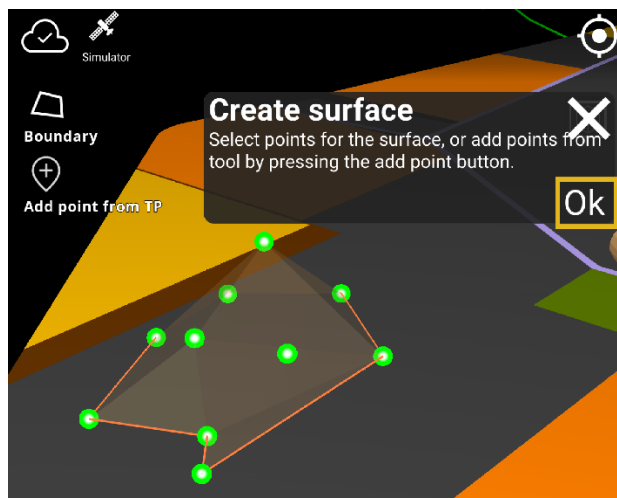 Simulator
Boundary
Add point from TP
Create surface
Select points for the surface, or add points from
tool by pressing the add point button.
Ok